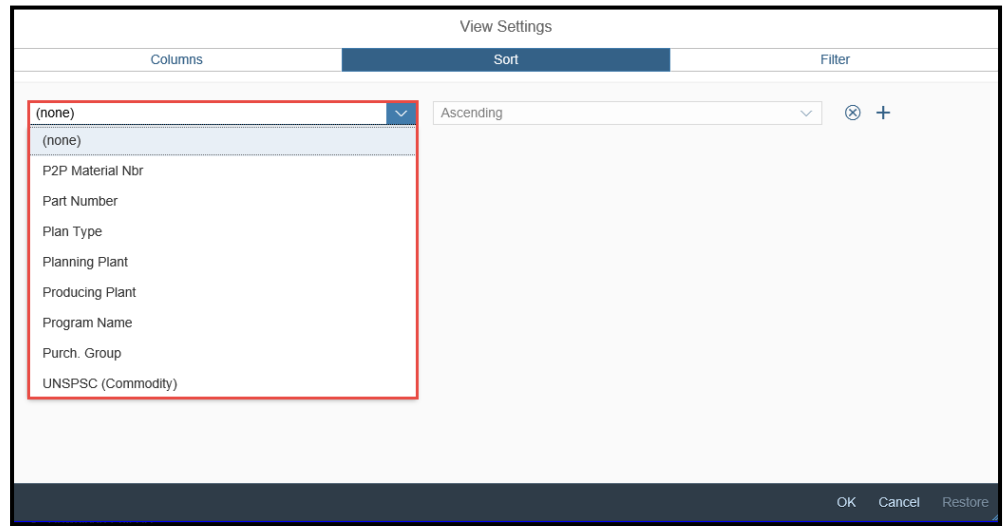 View Settings
Columns Sort Filter
(none) Ascending
(none)
P2P Material Nbr
Part Number
Plan Type
Planning Plant
Producing Plant
Program Name
Purch. Group
UNSPSC (Commodity)
OK Cancel Restore